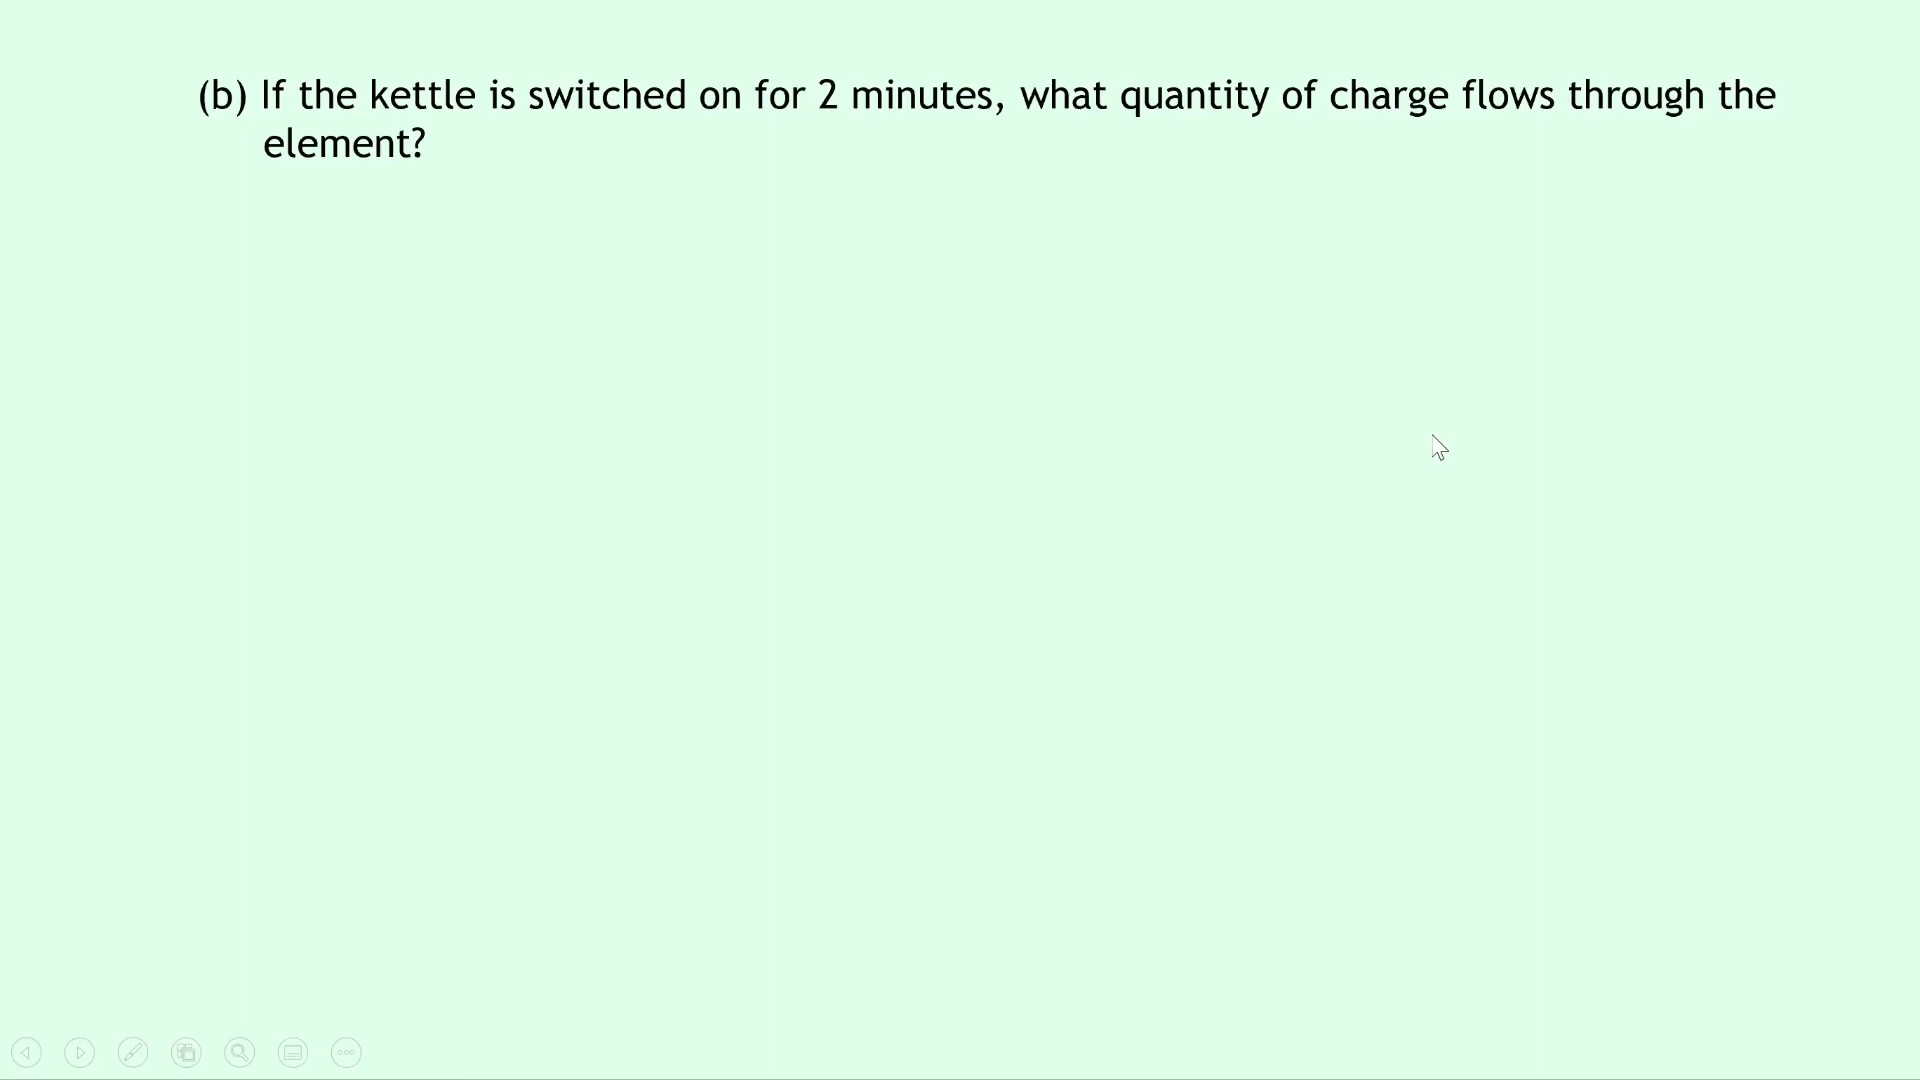 (b) If the kettle is switched on for 2 minutes, what quantity of charge flows through the
element?